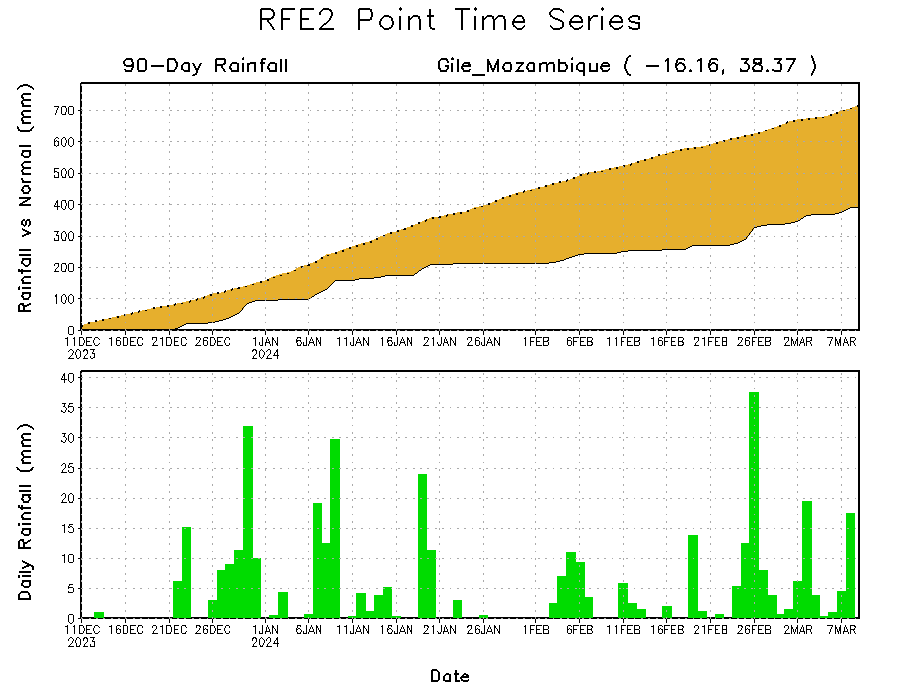 RFE2 Point Time Series
90-Day Rainfall Gile_Mazambique ( -16.16, 38.37 )
Rainfall vs Normal (mm)
700
600
500
400
300
200
100
0
11DEC 16DEC 21DEC 26DEC 1JAN 6JAN 11JAN 16JAN 21JAN 26JAN 1FEB 6FEB 11FEB 16FEB 21FEB 26FEB 2MAR 7MAR
2023 2024
Daily Rainfall (mm)
40
35
30
25
20
15
10
5
0
11DEC 16DEC 21DEC 26DEC 1JAN 6JAN 11JAN 16JAN 21JAN 26JAN 1FEB 6FEB 11FEB 16FEB 21FEB 26FEB 2MAR 7MAR
2023 2024
Date